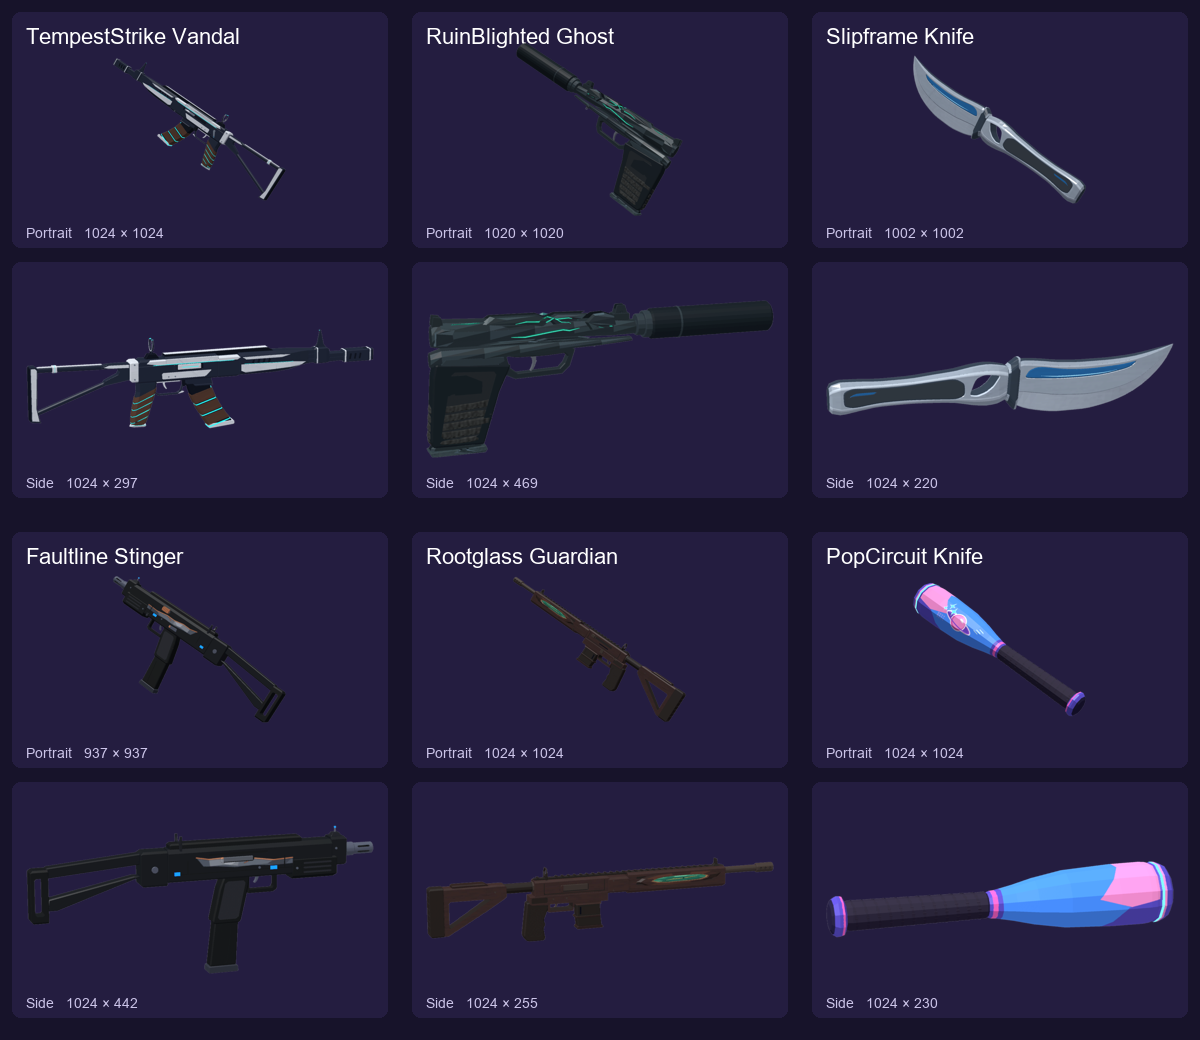 TempestStrike Vandal
Portrait 1024 × 1024
RuinBlighted Ghost
Portrait 1020 × 1020
Slipframe Knife
Portrait 1002 × 1002
Side 1024 × 297
Side 1024 × 469
Side 1024 × 220
Faultline Stinger
Portrait 937 × 937
Rootglass Guardian
Portrait 1024 × 1024
PopCircuit Knife
Portrait 1024 × 1024
Side 1024 × 442
Side 1024 × 255
Side 1024 × 230